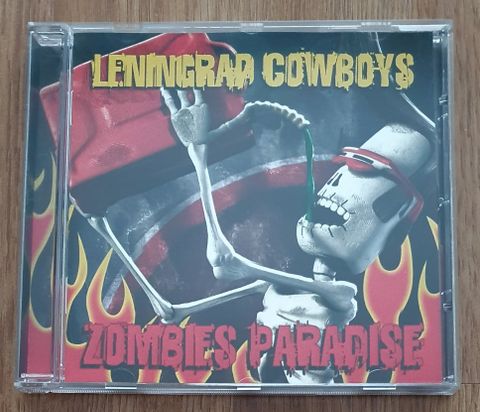 LENINGRAD COWBOYS
ZOMBIES PARADISE